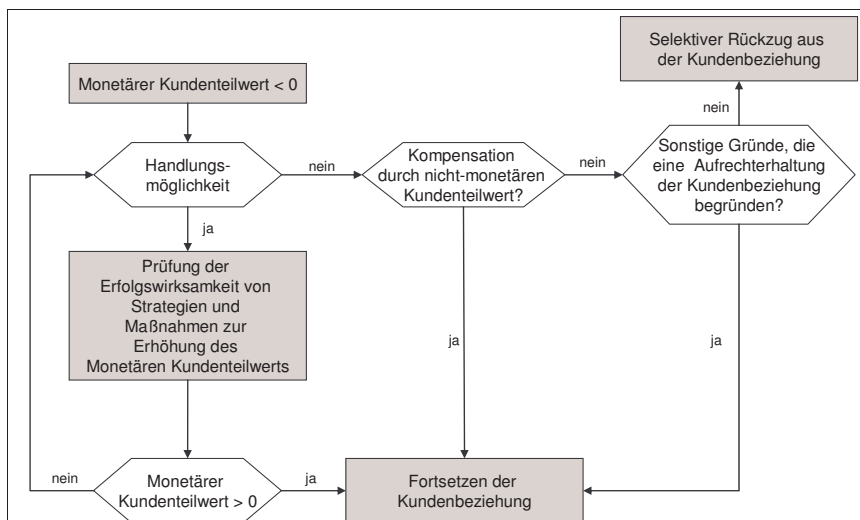 Selektiver Rückzug aus
der Kundenbeziehung
Monetärer Kundenteilwert < 0
nein
Handlungs-
möglichkeit
nein
Kompensation
durch nicht-monetären
Kundenteilwert?
nein
Sonstige Gründe, die
eine Aufrechterhaltung
der Kundenbeziehung
begründen?
ja
Prüfung der
Erfolgswirksamkeit von
Strategien und
Maßnahmen zur
Erhöhung des
Monetären Kundenteilwerts
ja
ja
nein
Monetärer
Kundenteilwert > 0
ja
Fortsetzen der
Kundenbeziehung